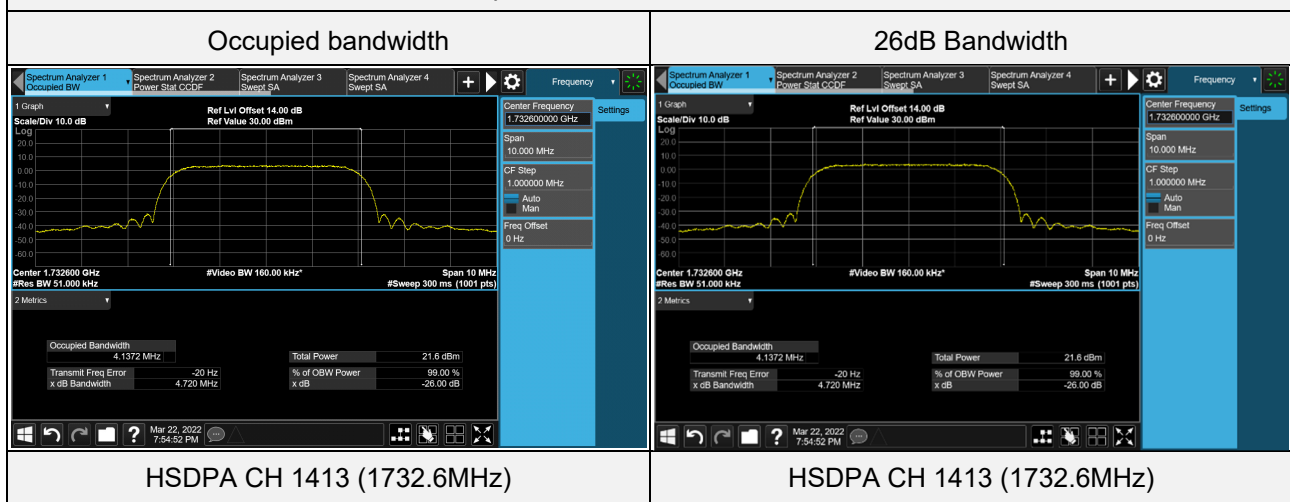 Occupied bandwidth
26dB Bandwidth
Spectrum Analyzer 1
Occupied BW
Spectrum Analyzer 2
Power Stat CCDF
Spectrum Analyzer 3
Swept SA
Spectrum Analyzer 4
Swept SA
+
Frequency
Settings
1 Graph
Scale/Div 10.0 dB
Ref Lvl Offset 14.00 dB
Ref Value 30.00 dBm
Log
20.0
10.0
0.00
-10.0
-20.0
-30.0
-40.0
-50.0
-60.0
Center 1.732600 GHz
#Video BW 160.00 kHz*
Span 10 MHz
#Res BW 51.000 kHz
#Sweep 300 ms (1001 pts)
Center Frequency
1.732600000 GHz
Span
10.000 MHz
CF Step
1.000000 MHz
Auto
Man
Freq Offset
0 Hz
2 Metrics
Occupied Bandwidth
4.1372 MHz
Total Power 21.6 dBm
Transmit Freq Error -20 Hz
% of OBW Power 99.00 %
x dB Bandwidth 4.720 MHz
x dB -26.00 dB
?
Mar 22, 2022
7:54:52 PM
Spectrum Analyzer 1
Occupied BW
Spectrum Analyzer 2
Power Stat CCDF
Spectrum Analyzer 3
Swept SA
Spectrum Analyzer 4
Swept SA
+
Frequency
Settings
1 Graph
Scale/Div 10.0 dB
Ref Lvl Offset 14.00 dB
Ref Value 30.00 dBm
Log
20.0
10.0
0.00
-10.0
-20.0
-30.0
-40.0
-50.0
-60.0
Center 1.732600 GHz
#Video BW 160.00 kHz*
Span 10 MHz
#Res BW 51.000 kHz
#Sweep 300 ms (1001 pts)
Center Frequency
1.732600000 GHz
Span
10.000 MHz
CF Step
1.000000 MHz
Auto
Man
Freq Offset
0 Hz
2 Metrics
Occupied Bandwidth
4.1372 MHz
Total Power 21.6 dBm
Transmit Freq Error -20 Hz
% of OBW Power 99.00 %
x dB Bandwidth 4.720 MHz
x dB -26.00 dB
?
Mar 22, 2022
7:54:52 PM
HSDPA CH 1413 (1732.6MHz)
HSDPA CH 1413 (1732.6MHz)